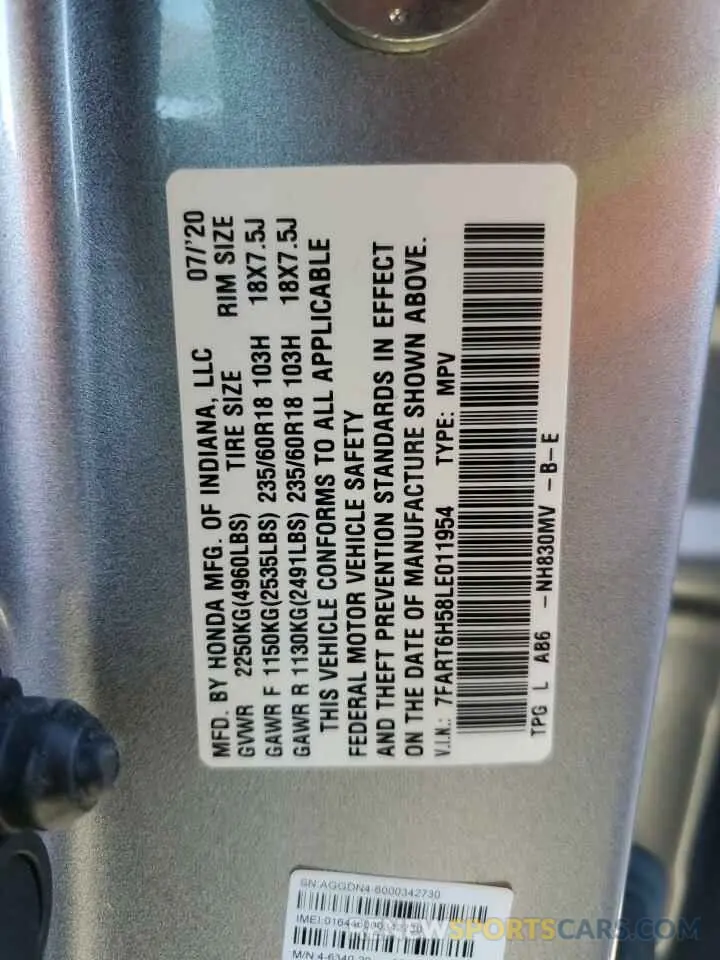 MFD. BY HONDA MFG. OF INDIANA, LLC 07/'20
GVWR 2250KG(4960LBS) TIRE SIZE RIM SIZE
GAWR F 1150KG(2535LBS) 235/60R18 103H 18X7.5J
GAWR R 1130KG(2491LBS) 235/60R18 103H 18X7.5J
THIS VEHICLE CONFORMS TO ALL APPLICABLE
FEDERAL MOTOR VEHICLE SAFETY
AND THEFT PREVENTION STANDARDS IN EFFECT
ON THE DATE OF MANUFACTURE SHOWN ABOVE.
V.I.N.: 7FART6H58LE011954 TYPE: MPV
TPG L AB6 -NH830MV -B-E
SN:AGGDN4-6000342730
M/N
RENEWSPORTSCARS.COM